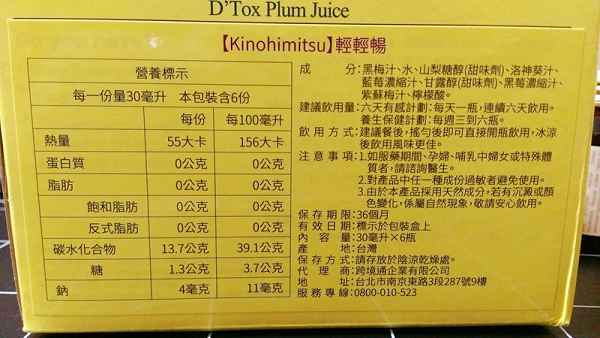 D'Tox Plum Juice
【Kinohimitsu】輕輕暢
營養標示
每一份量30毫升 本包裝含6份
每份 每100毫升
熱量 55大卡 156大卡
蛋白質 0公克 0公克
脂肪 0公克 0公克
飽和脂肪 0公克 0公克
反式脂肪 0公克 0公克
碳水化合物 13.7公克 39.1公克
糖 1.3公克 3.7公克
鈉 4毫克 11毫克
成分:黑梅汁、水、山梨糖醇(甜味劑)、洛神葵汁、
藍莓濃縮汁、甘露醇(甜味劑)、黑莓濃縮汁、
紫蘇梅汁、檸檬酸。
建議飲用量:六天有感計劃:每天一瓶,連續六天飲用。
養生保健計劃:每週三到六瓶。
飲用方式:建議餐後,搖勻後即可直接開瓶飲用,冰涼
後飲用風味更佳。
注意事項:1.如服藥期間、孕婦、哺乳中婦女或特殊體
質者,請諮詢醫生。
2.對產品中任一種成份過敏者避免使用。
3.由於本產品採用天然成分,若有沉澱或顏
色變化,係屬自然現象,敬請安心飲用。
保存期限:36個月
有效日期:標示於包裝盒上
內容量:30毫升×6瓶
產地:台灣
保存方式:請存放於陰涼乾燥處。
代理商:跨境通企業有限公司
地址:台北市南京東路3段287號9樓
服務專線:0800-010-523